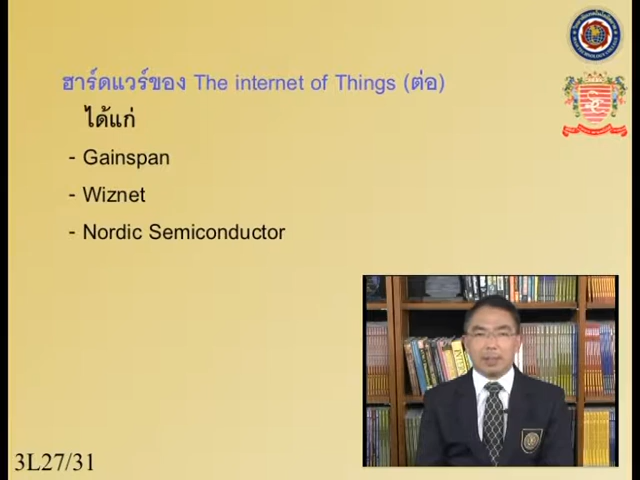 ฮาร์ดแวร์ของ The internet of Things (ต่อ)
ได้แก่
- Gainspan
- Wiznet
- Nordic Semiconductor
3L27/31